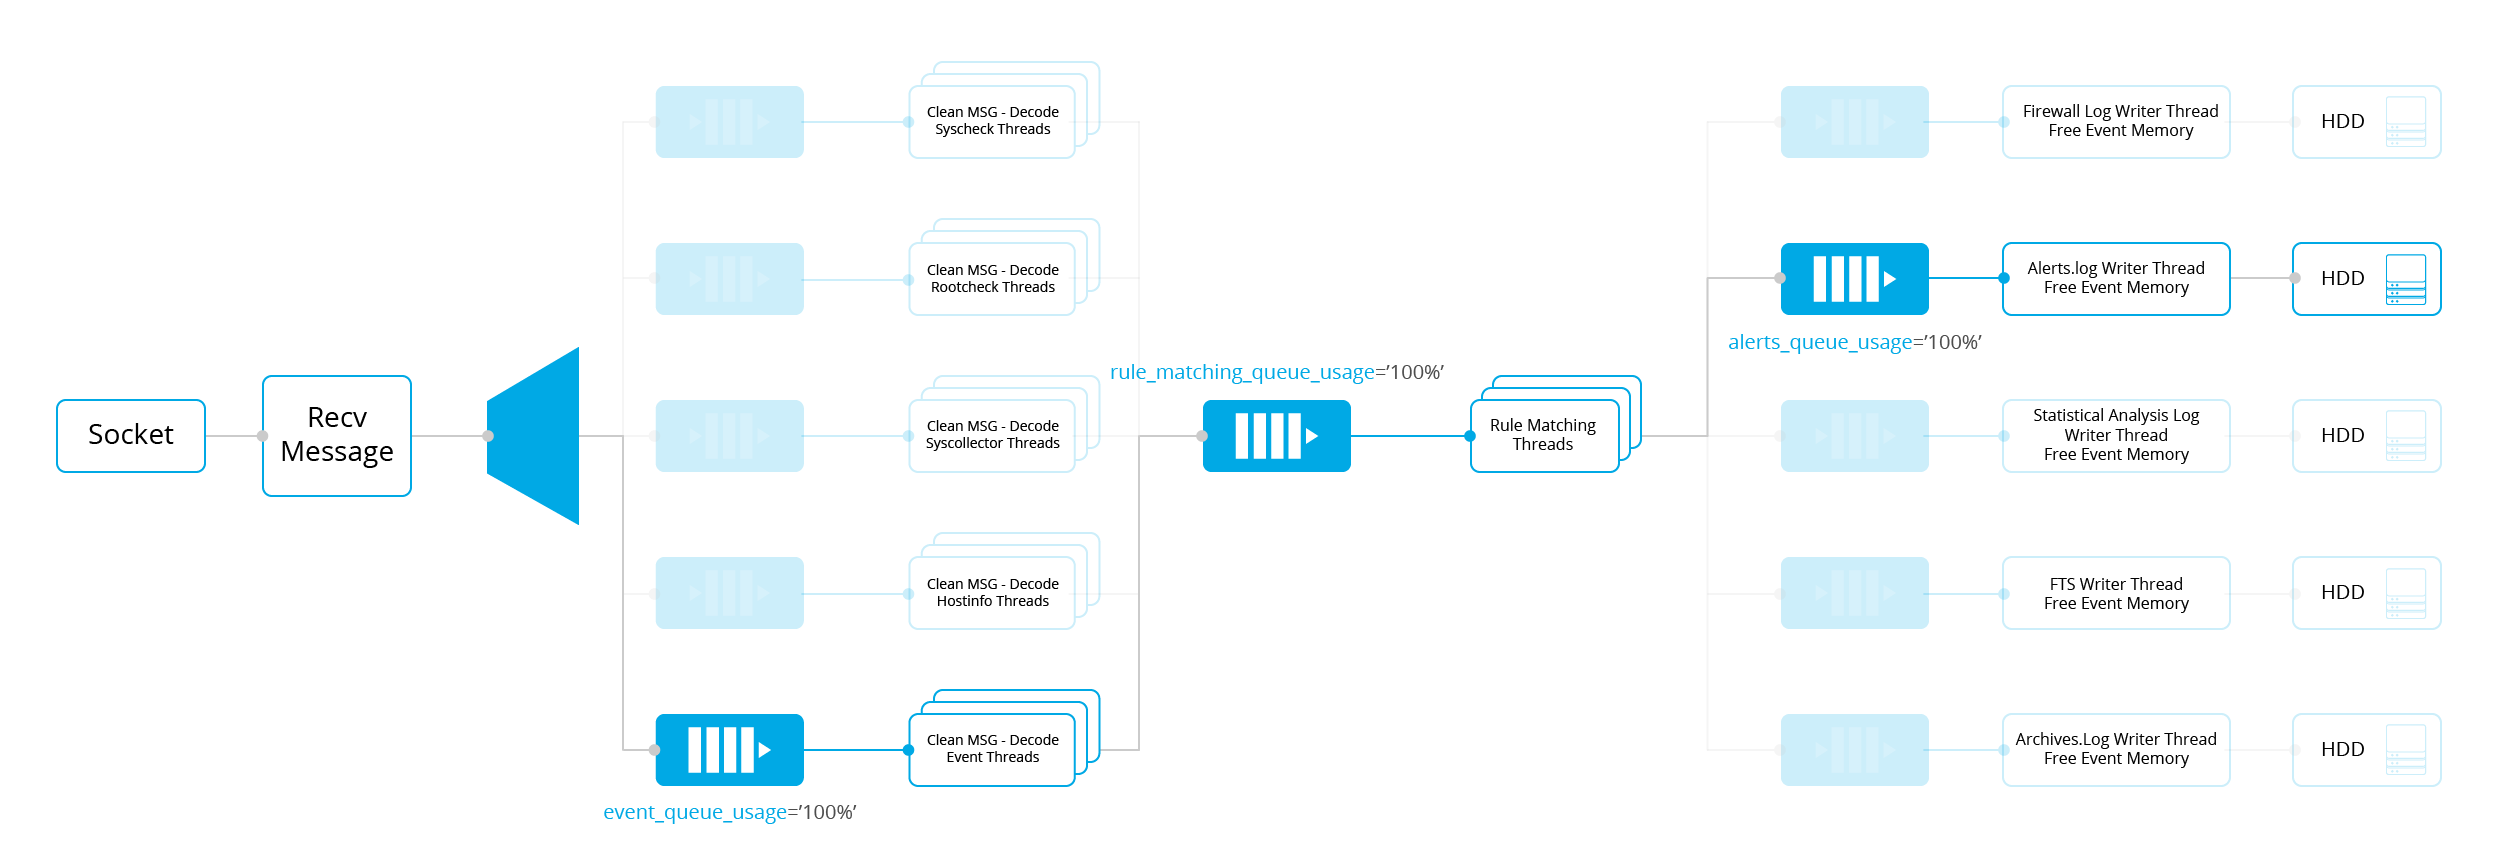 Socket
Recv
Message
Clean MSG - Decode
Syscheck Threads
Clean MSG - Decode
Rootcheck Threads
Clean MSG - Decode
Syscollector Threads
Clean MSG - Decode
Hostinfo Threads
Clean MSG - Decode
Event Threads
event_queue_usage=’100%’
rule_matching_queue_usage=’100%’
Rule Matching
Threads
Firewall Log Writer Thread
Free Event Memory
HDD
Alerts.log Writer Thread
Free Event Memory
HDD
alerts_queue_usage=’100%’
Statistical Analysis Log
Writer Thread
Free Event Memory
HDD
FTS Writer Thread
Free Event Memory
HDD
Archives.Log Writer Thread
Free Event Memory
HDD